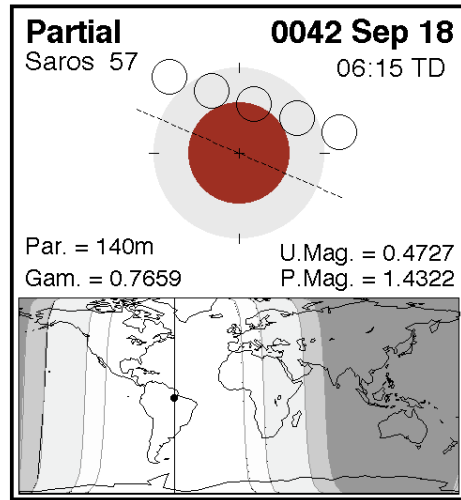 Partial 0042 Sep 18
Saros 57 06:15 TD
Par. = 140m U.Mag. = 0.4727
Gam. = 0.7659 P.Mag. = 1.4322